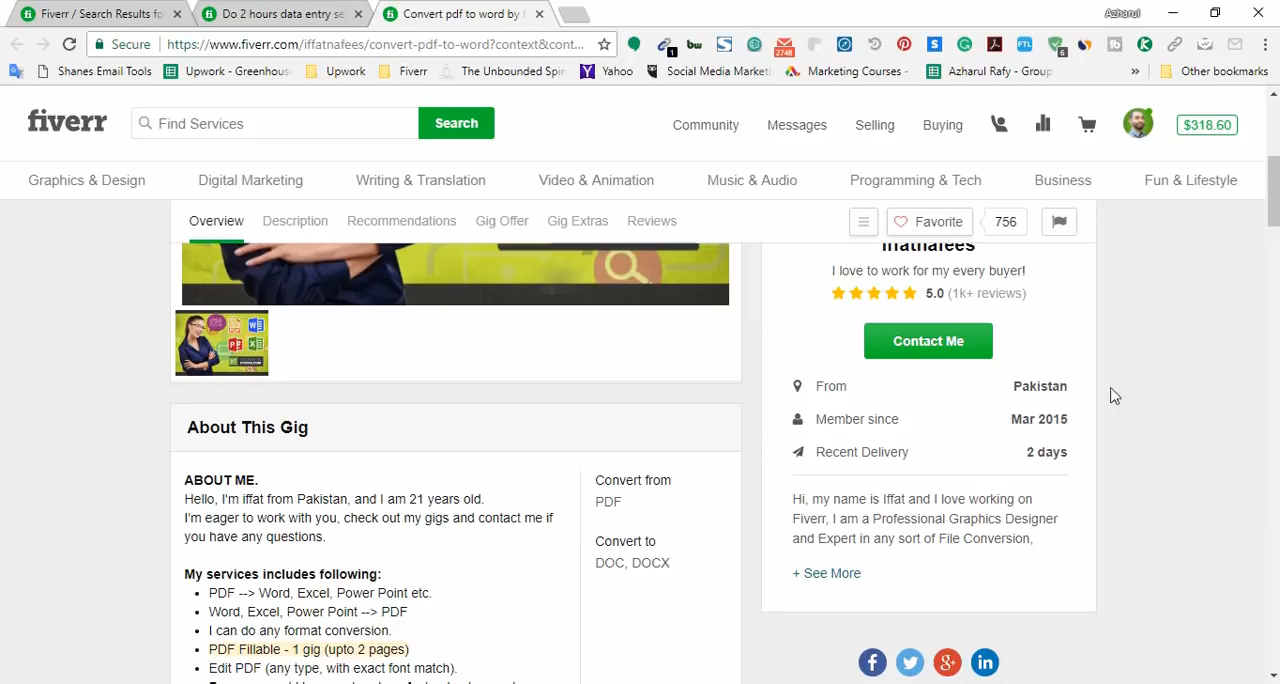 Fiverr / Search Results fo
Do 2 hours data entry se
Convert pdf to word by I
Azharul
Secure
https://www.fiverr.com/iffatnafees/convert-pdf-to-word?context&cont...
1
bw
2746
FTL
6
Shanes Email Tools
Upwork - Greenhous
Upwork
Fiverr
The Unbounded Spir
Yahoo
Social Media Market
Marketing Courses -
Azharul Rafy - Group
»
Other bookmarks
fiverr
Find Services
Search
Community
Messages
Selling
Buying
$318.60
Graphics & Design
Digital Marketing
Writing & Translation
Video & Animation
Music & Audio
Programming & Tech
Business
Fun & Lifestyle
Overview
Description
Recommendations
Gig Offer
Gig Extras
Reviews
Favorite
756
iffatnafees
I love to work for my every buyer!
5.0 (1k+ reviews)
Contact Me
From Pakistan
Member since Mar 2015
Recent Delivery 2 days
Hi, my name is Iffat and I love working on
Fiverr, I am a Professional Graphics Designer
and Expert in any sort of File Conversion,
+ See More
About This Gig
ABOUT ME.
Hello, I'm iffat from Pakistan, and I am 21 years old.
I'm eager to work with you, check out my gigs and contact me if
you have any questions.
My services includes following:
• PDF --> Word, Excel, Power Point etc.
• Word, Excel, Power Point --> PDF
• I can do any format conversion.
• PDF Fillable - 1 gig (upto 2 pages)
• Edit PDF (any type, with exact font match).
Convert from
PDF
Convert to
DOC, DOCX